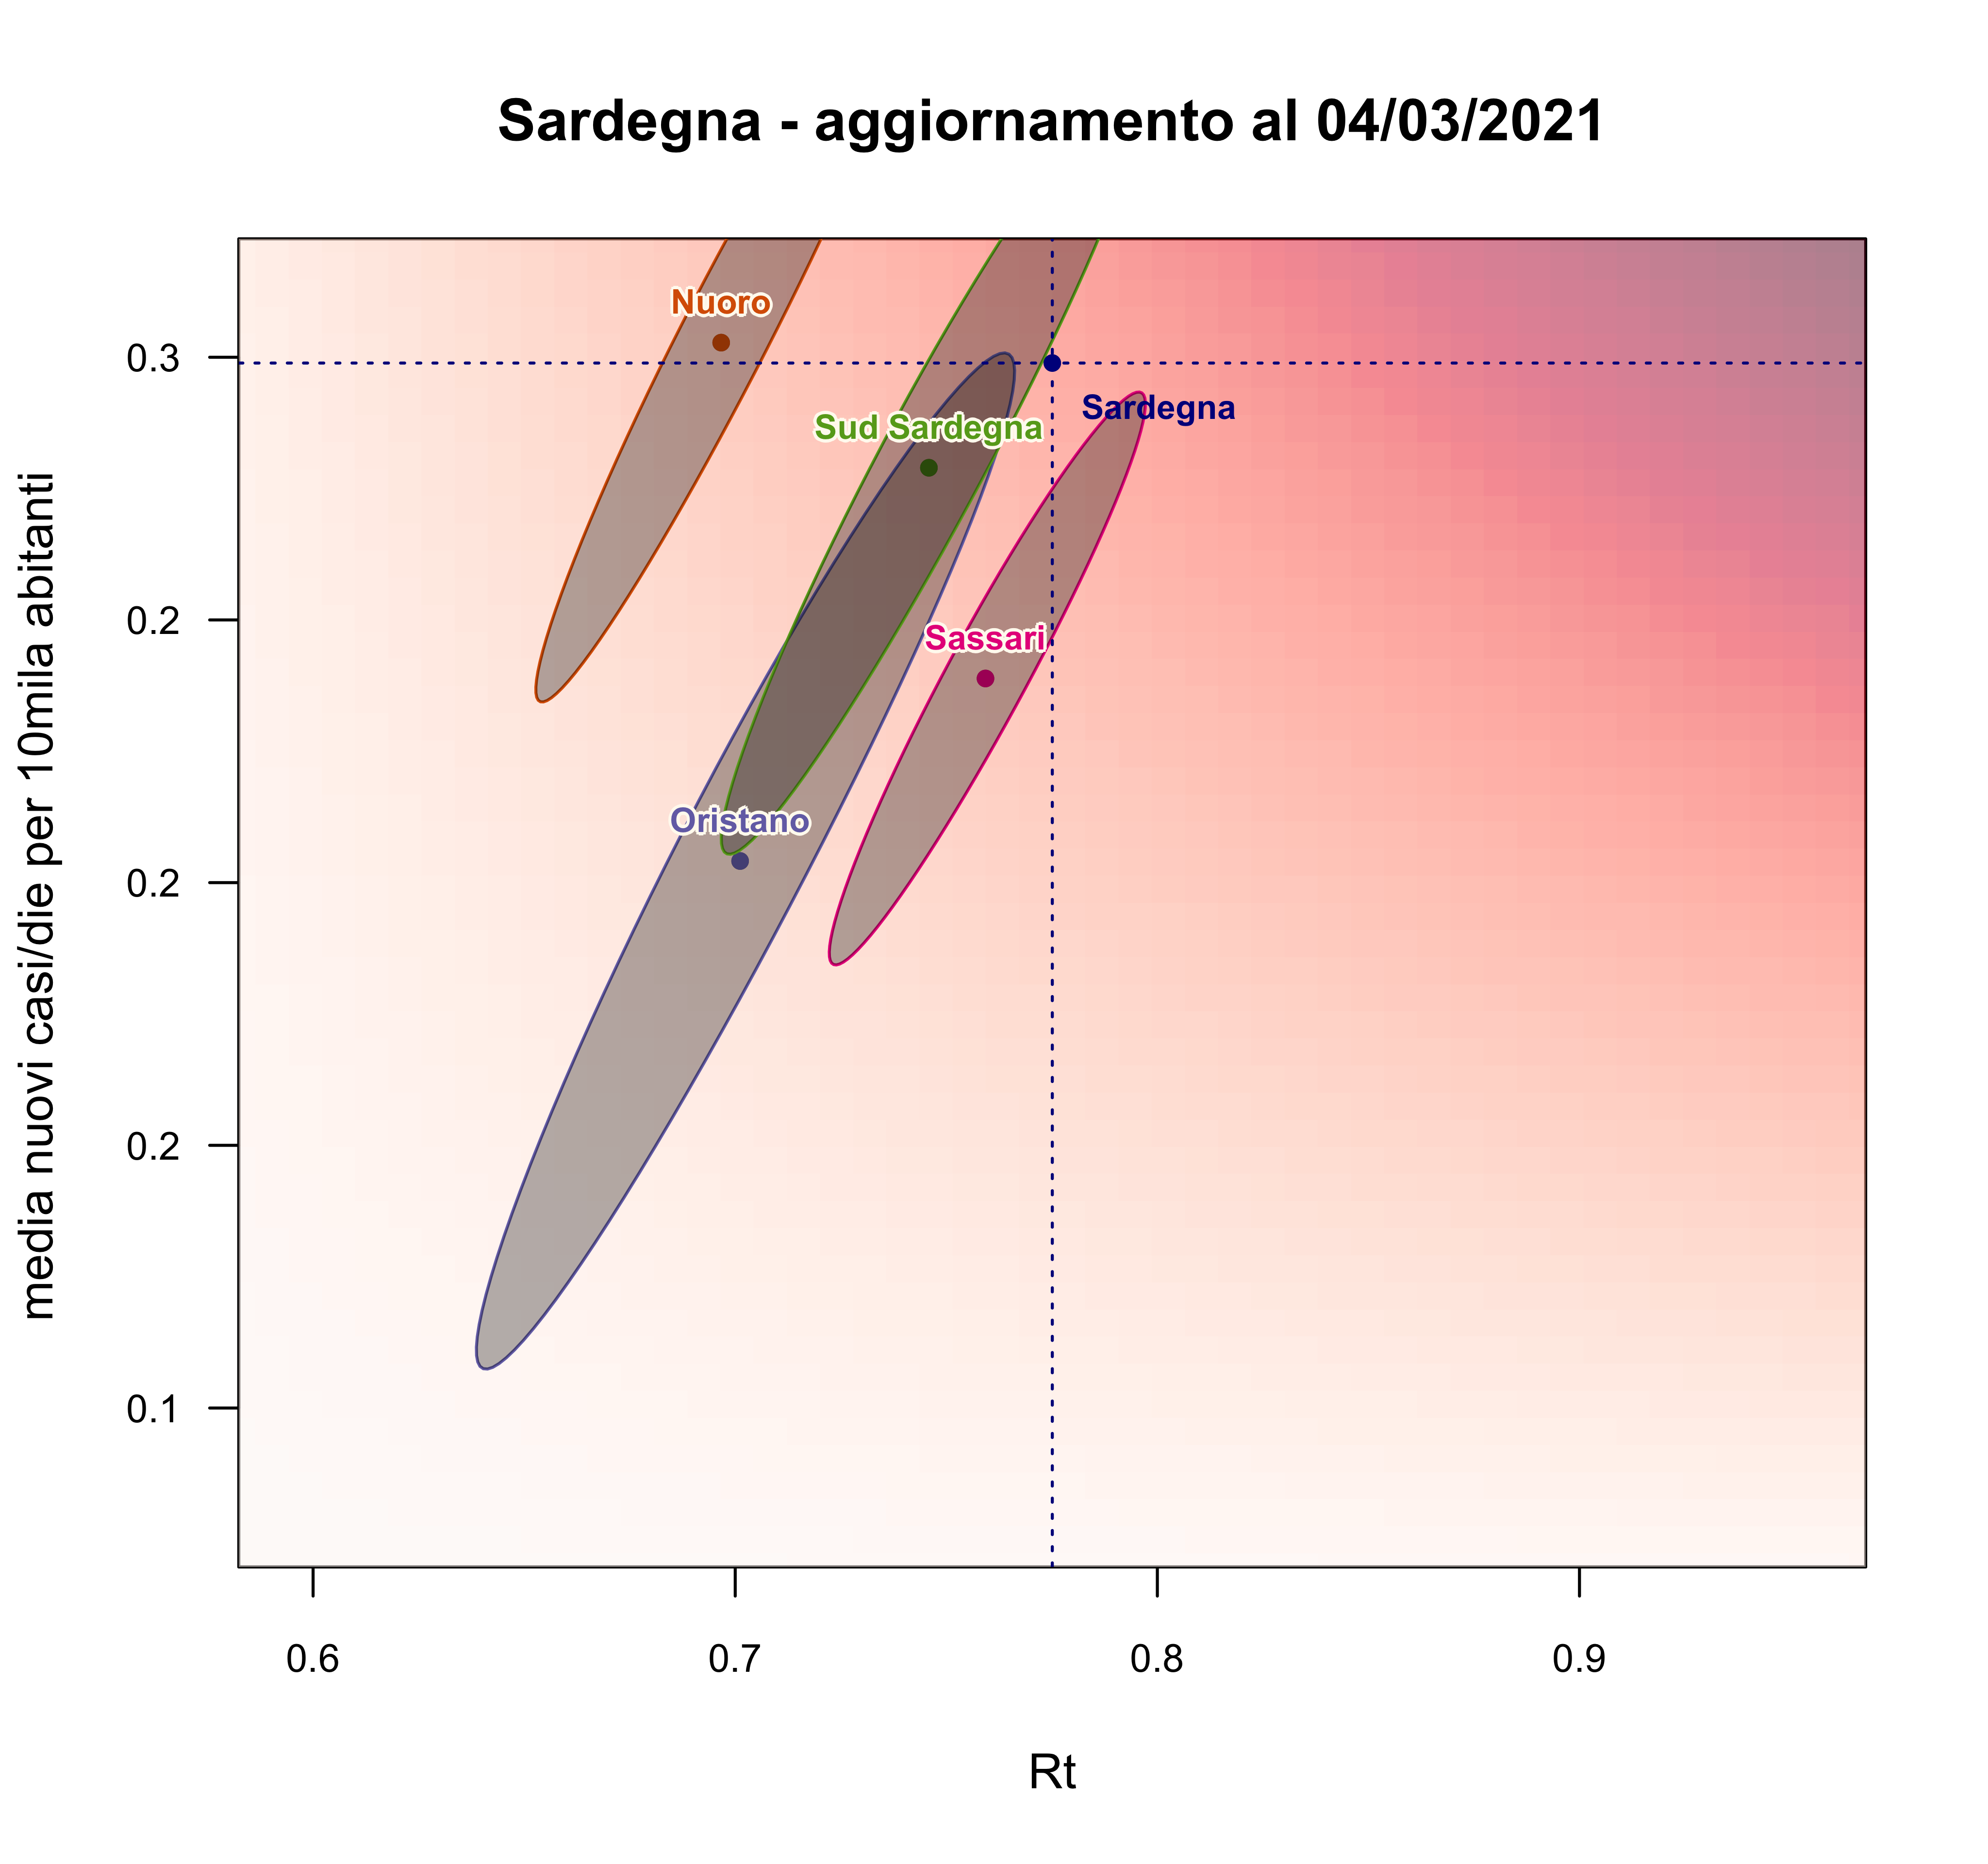 Sardegna - aggiornamento al 04/03/2021
media nuovi casi/die per 10mila abitanti
0.3
0.2
0.2
0.2
0.1
Nuoro
Sardegna
Sud Sardegna
Sassari
Oristano
0.6 0.7 0.8 0.9
Rt